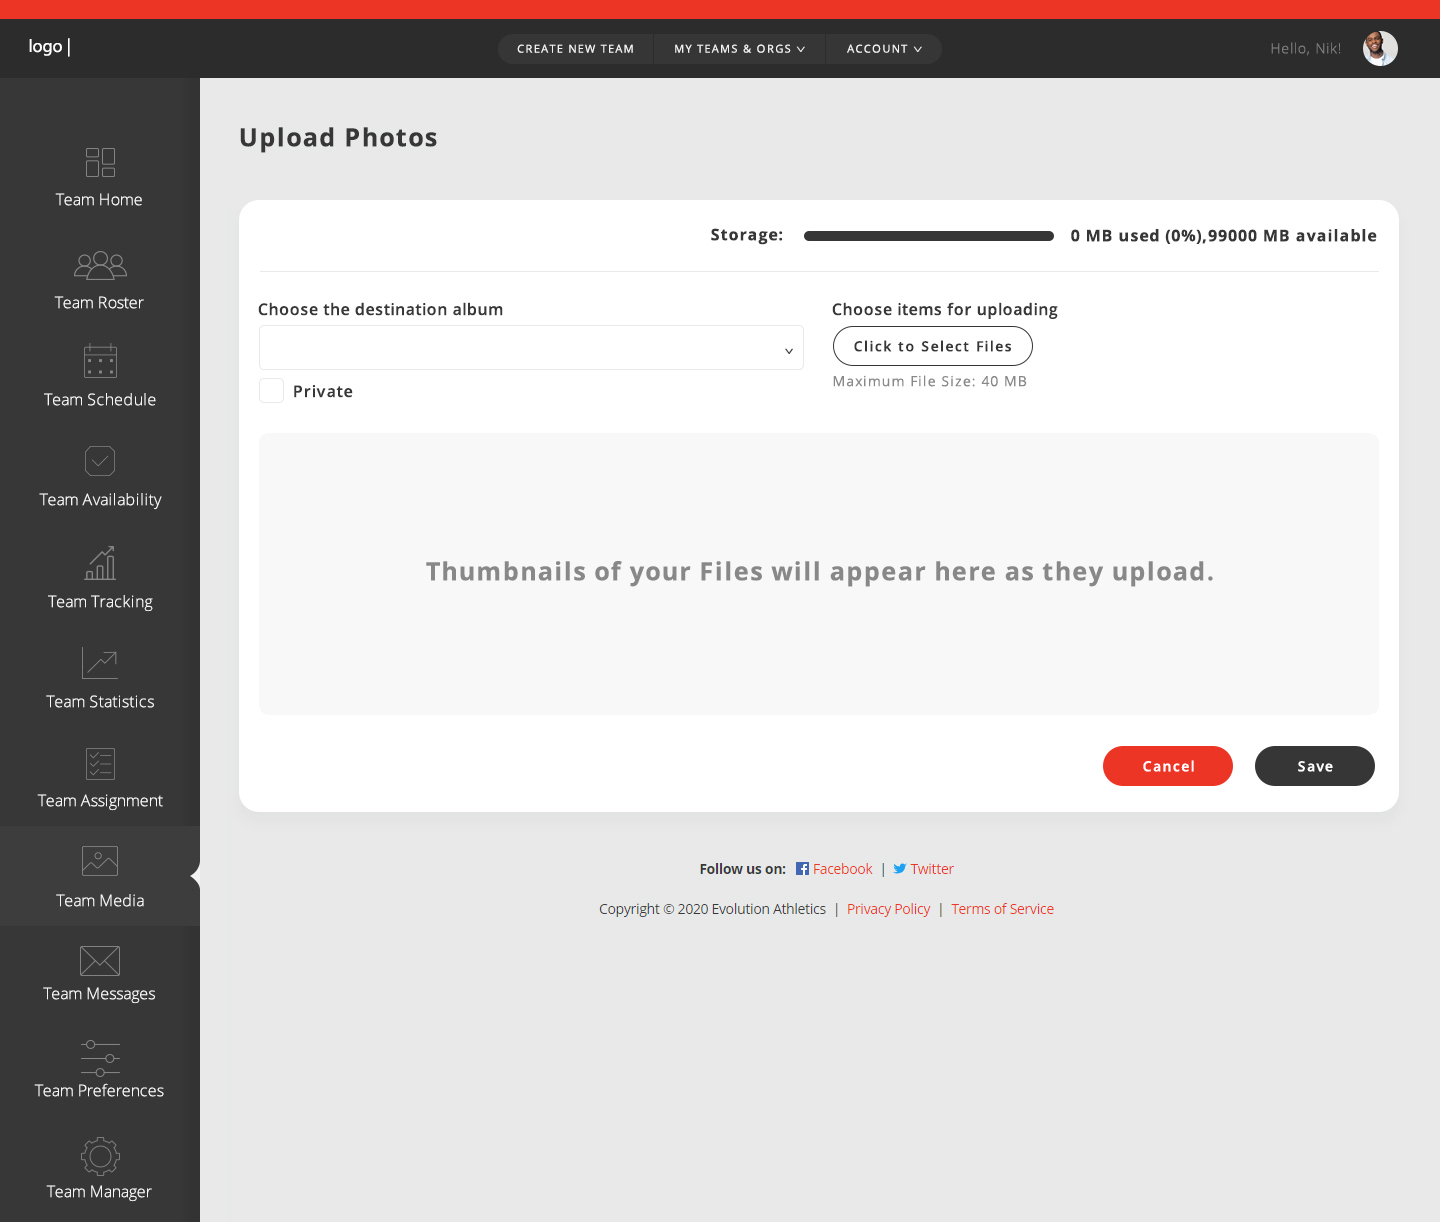 logo |
CREATE NEW TEAM
MY TEAMS & ORGS
ACCOUNT
Hello, Nik!
Team Home
Team Roster
Team Schedule
Team Availability
Team Tracking
Team Statistics
Team Assignment
Team Media
Team Messages
Team Preferences
Team Manager
Upload Photos
Storage: 0 MB used (0%),99000 MB available
Choose the destination album
Private
Choose items for uploading
Click to Select Files
Maximum File Size: 40 MB
Thumbnails of your Files will appear here as they upload.
Cancel
Save
Follow us on: Facebook | Twitter
Copyright © 2020 Evolution Athletics | Privacy Policy | Terms of Service